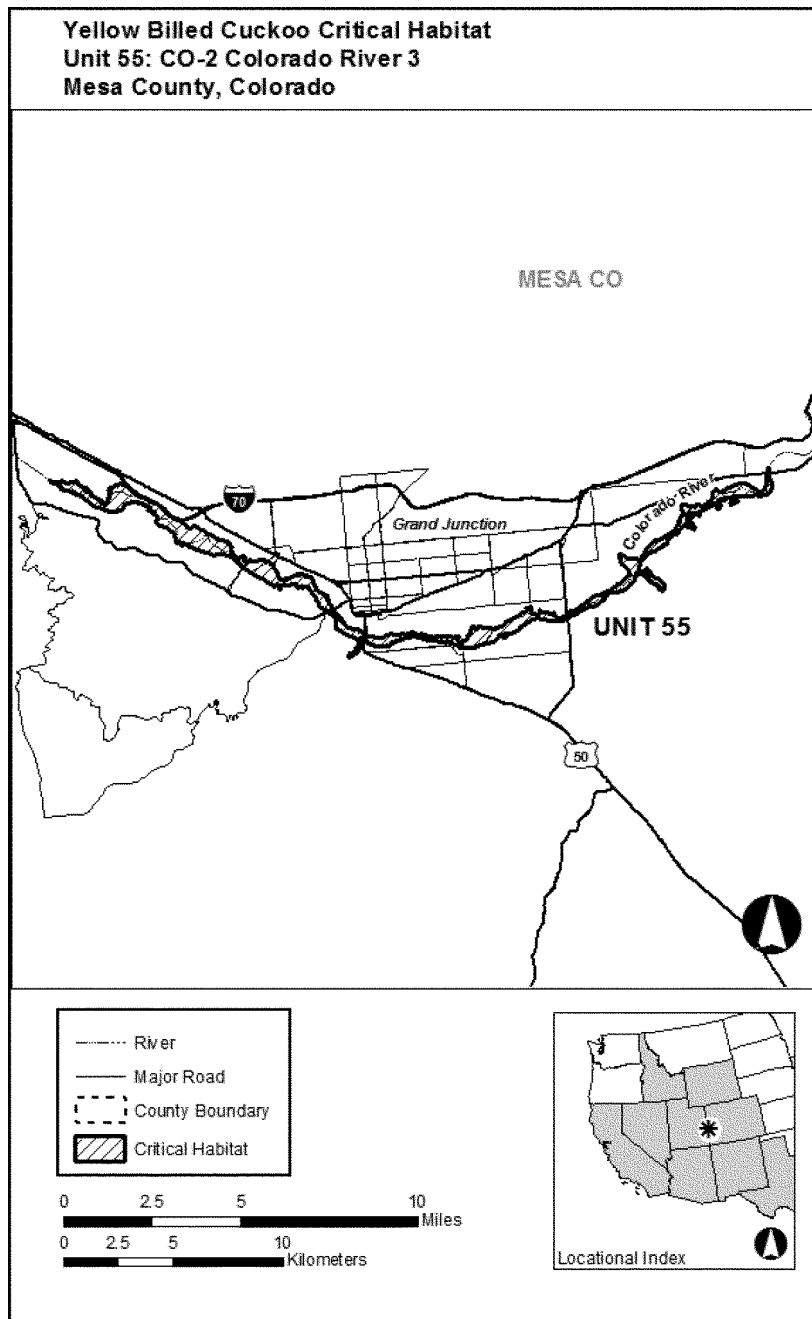 Yellow Billed Cuckoo Critical Habitat
Unit 55: CO-2 Colorado River 3
Mesa County, Colorado
MESA CO
70
Grand Junction
Colorado River
UNIT 55
50
River
Major Road
County Boundary
Critical Habitat
0 2.5 5 10
Miles
0 2.5 5 10
Kilometers
Locational Index